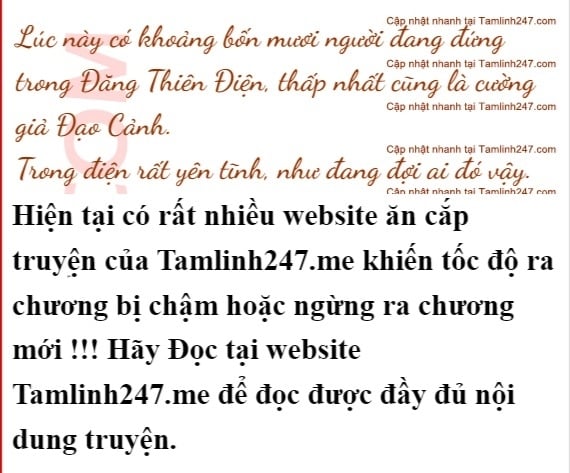 Cập nhật nhanh tại Tamlinh247.com
Lúc này có khoảng bốn mươi người đang đứng
Cập nhật nhanh tại Tamlinh247.com
trong Đăng Thiên Điện, thấp nhất cũng là cường
Cập nhật nhanh tại Tamlinh247.com
giả Đạo Cảnh.
Cập nhật nhanh tại Tamlinh247.com
Trong điện rất yên tĩnh, như đang đợi ai đó vậy.
Cập nhật nhanh tại Tamlinh247.com
Hiện tại có rất nhiều website ăn cắp
truyện của Tamlinh247.me khiến tốc độ ra
chương bị chậm hoặc ngừng ra chương
mới !!! Hãy Đọc tại website
Tamlinh247.me để đọc được đầy đủ nội
dung truyện.